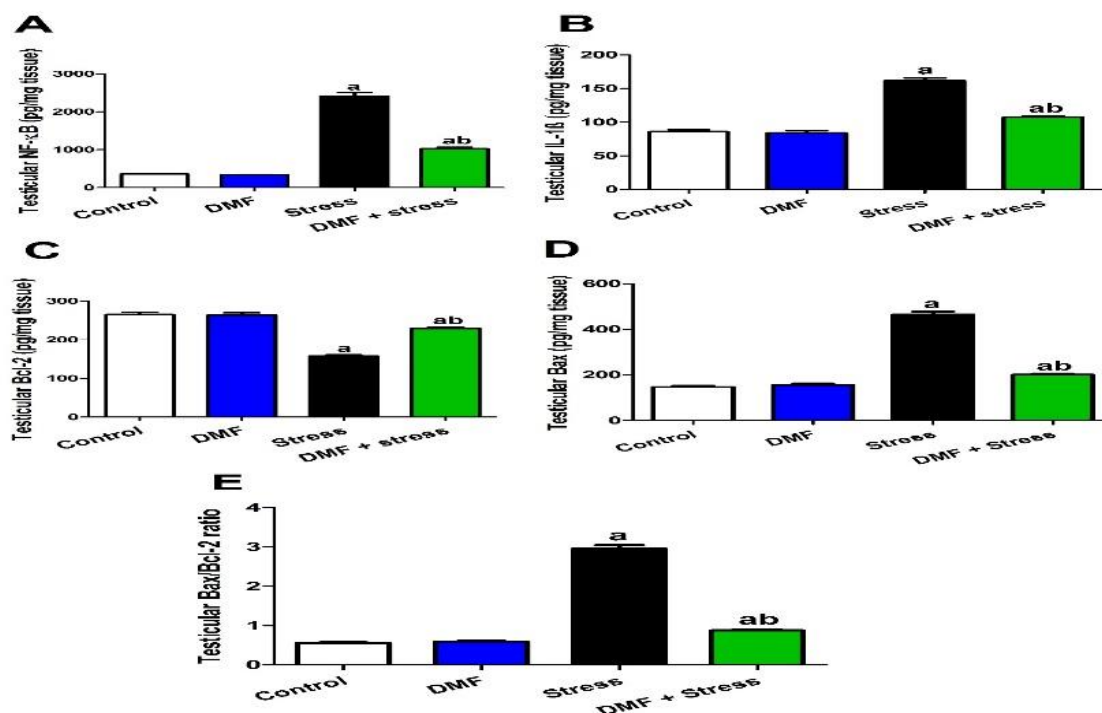 A
Testicular NF-κB (pg/mg tissue)
3000
2000
1000
0
a
ab
Control
DMF
Stress
DMF + stress
B
Testicular IL-1ß (pg/mg tissue)
200
150
100
50
0
a
ab
Control
DMF
Stress
DMF + stress
C
Testicular Bcl-2 (pg/mg tissue)
300
200
100
0
a
ab
Control
DMF
Stress
DMF + stress
D
Testicular Bax (pg/mg tissue)
600
400
200
0
a
ab
Control
DMF
Stress
DMF + Stress
E
Testicular Bax/Bcl-2 ratio
4
3
2
1
0
a
ab
Control
DMF
Stress
DMF + Stress